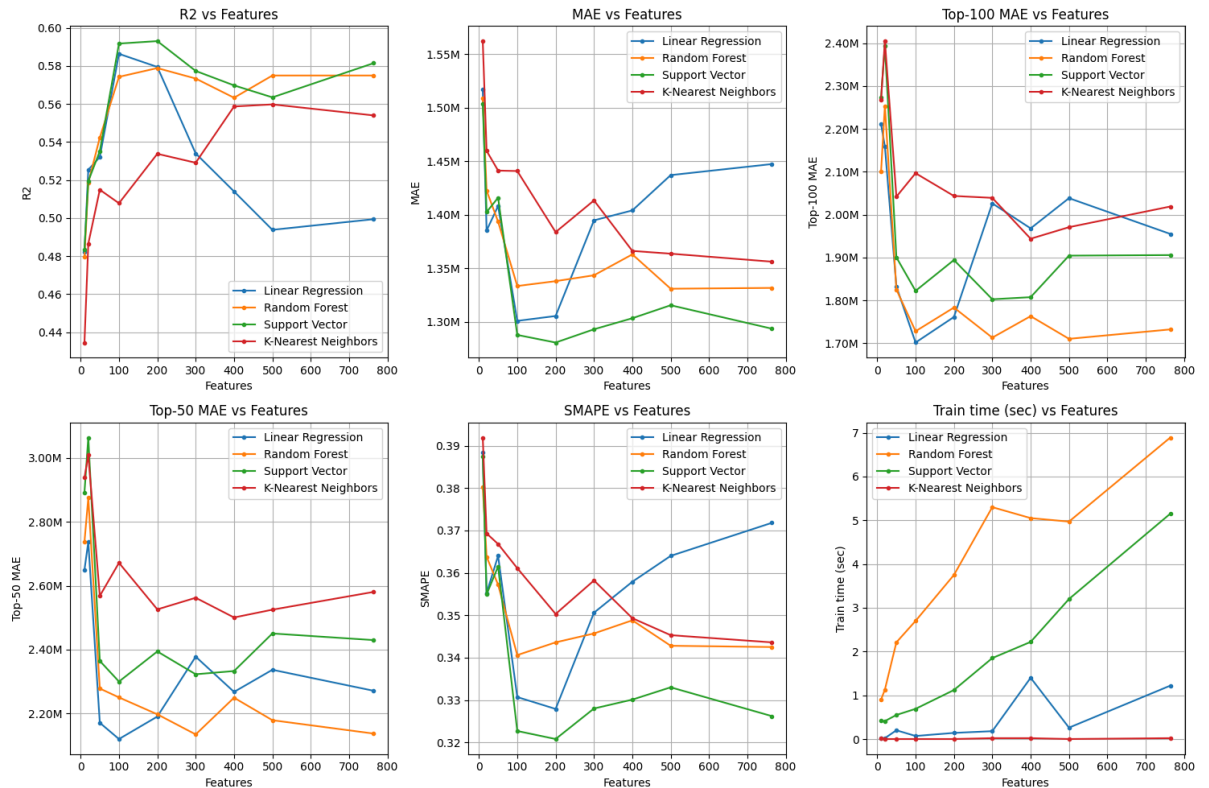 R2 vs Features
0.60
0.58
0.56
0.54
0.52
0.50
0.48
0.46
0.44
R2
Linear Regression
Random Forest
Support Vector
K-Nearest Neighbors
0 100 200 300 400 500 600 700 800
Features
MAE vs Features
1.55M
1.50M
1.45M
1.40M
1.35M
1.30M
MAE
Linear Regression
Random Forest
Support Vector
K-Nearest Neighbors
0 100 200 300 400 500 600 700 800
Features
Top-100 MAE vs Features
2.40M
2.30M
2.20M
2.10M
2.00M
1.90M
1.80M
1.70M
Top-100 MAE
Linear Regression
Random Forest
Support Vector
K-Nearest Neighbors
0 100 200 300 400 500 600 700 800
Features
Top-50 MAE vs Features
3.00M
2.80M
2.60M
2.40M
2.20M
Top-50 MAE
Linear Regression
Random Forest
Support Vector
K-Nearest Neighbors
0 100 200 300 400 500 600 700 800
Features
SMAPE vs Features
0.39
0.38
0.37
0.36
0.35
0.34
0.33
0.32
SMAPE
Linear Regression
Random Forest
Support Vector
K-Nearest Neighbors
0 100 200 300 400 500 600 700 800
Features
Train time (sec) vs Features
7
6
5
4
3
2
1
0
Train time (sec)
Linear Regression
Random Forest
Support Vector
K-Nearest Neighbors
0 100 200 300 400 500 600 700 800
Features